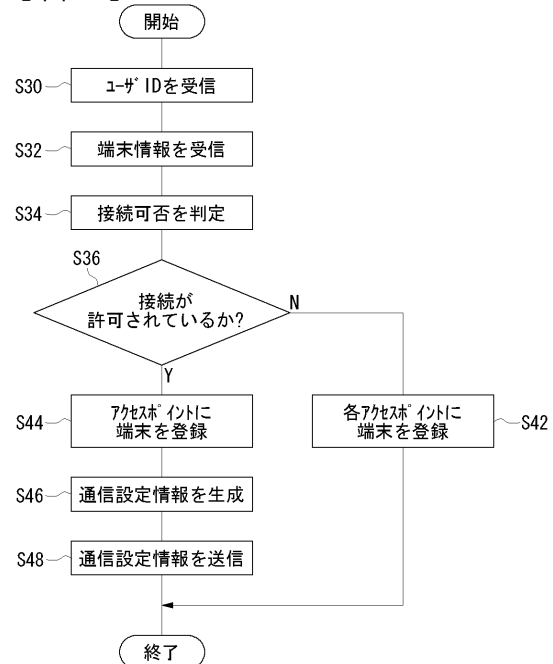 開始
S30
ユーザIDを受信
S32
端末情報を受信
S34
接続可否を判定
S36
接続が
許可されているか?
N
Y
S44
アクセスポイントに
端末を登録
各アクセスポイントに
端末を登録
S42
S46
通信設定情報を生成
S48
通信設定情報を送信
終了